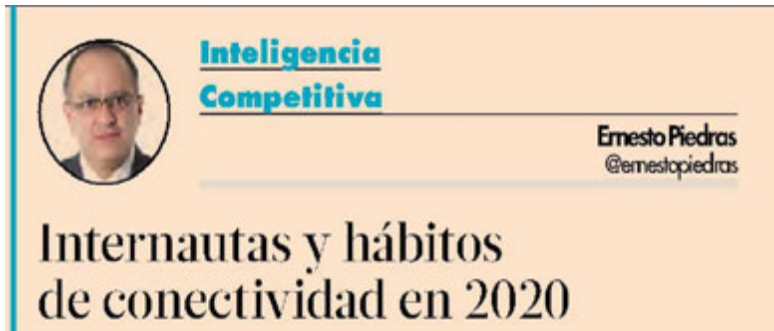 Inteligencia
Competitiva
Ernesto Piedras
@ernestopiedras
Internautas y hábitos
de conectividad en 2020